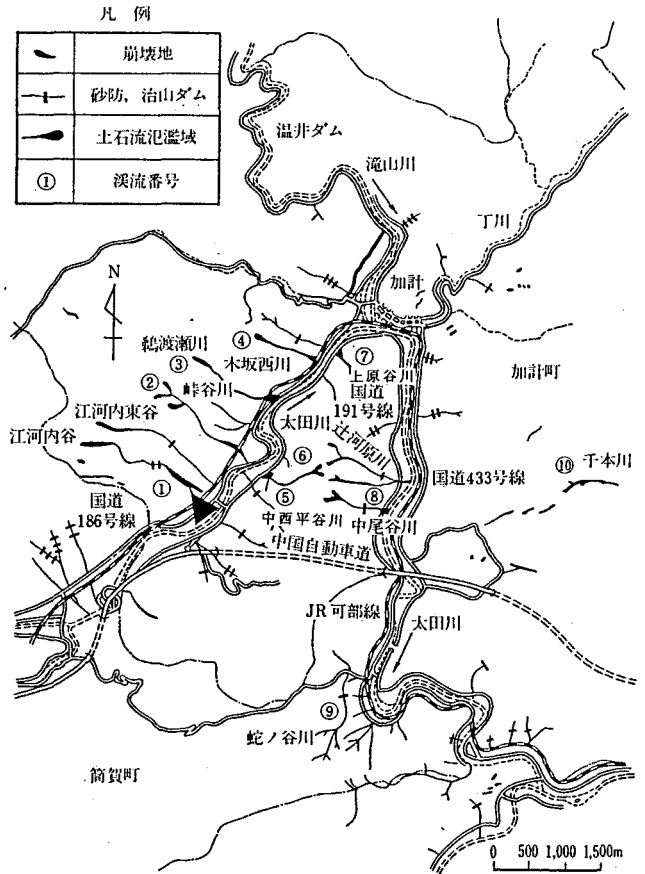 凡 例
崩壊地
砂防，治山ダム
土石流氾濫域
① 渓流番号
温井ダム
滝山川
丁川
加計
N
鵜渡瀬川
④
③
木坂西川
⑦
上原谷川
加計町
②
峠谷川
国道
191号線
江河内東谷
太田川
辻河原川
江河内谷
⑥
国道433号線
⑩
千本川
①
⑤
⑧
国道
186号線
中西平谷川
中尾谷川
中国自動車道
JR可部線
太田川
⑨
蛇ノ谷川
筒賀町
0 500 1,000 1,500m